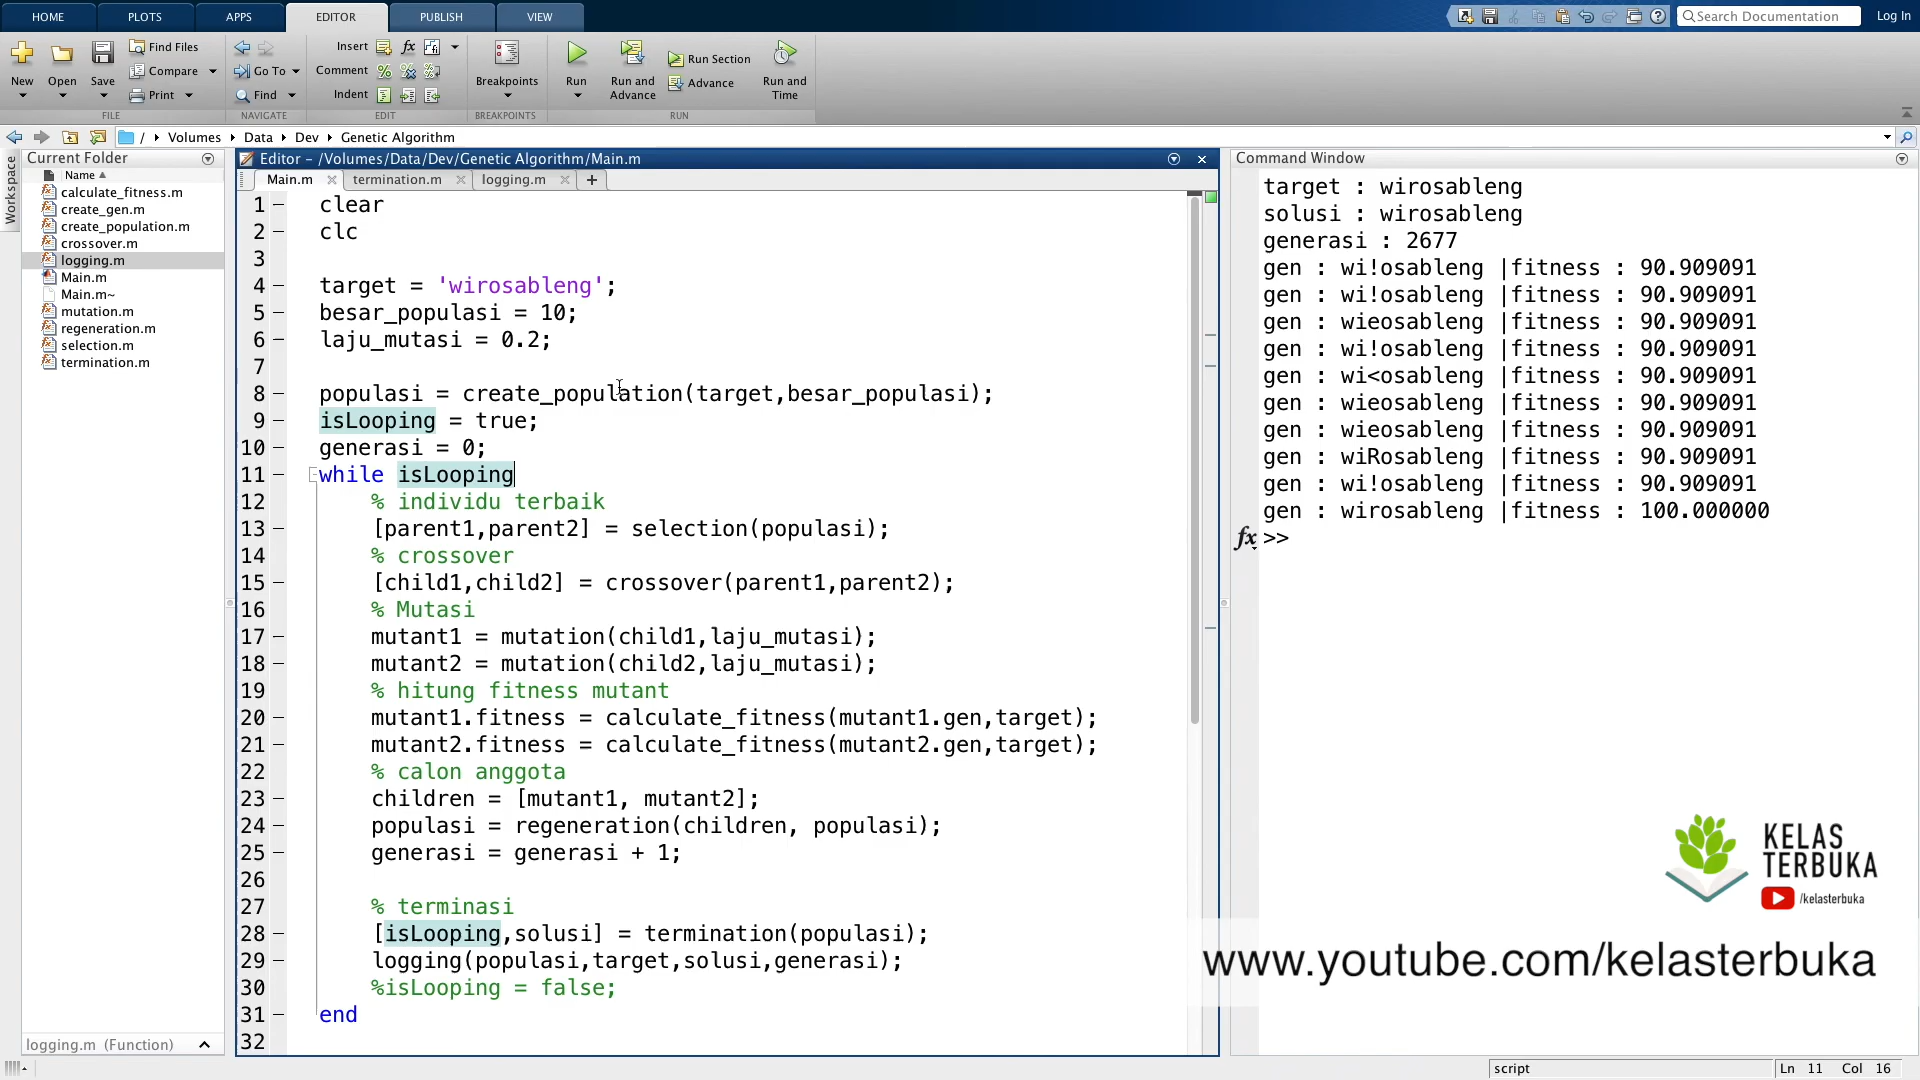 HOME PLOTS APPS EDITOR PUBLISH VIEW
Search Documentation Log In
New Open Save Find Files Compare Print
Go To Find
Insert Comment Indent
fx
Breakpoints
Run Run and Advance Run Section Advance Run and Time
FILE NAVIGATE EDIT BREAKPOINTS RUN
/ Volumes Data Dev Genetic Algorithm
Workspace
Current Folder
Name
calculate_fitness.m
create_gen.m
create_population.m
crossover.m
logging.m
Main.m
Main.m~
mutation.m
regeneration.m
selection.m
termination.m
logging.m (Function)
Editor - /Volumes/Data/Dev/Genetic Algorithm/Main.m
Main.m termination.m logging.m
1 clear
2 clc
3
4 target = 'wirosableng';
5 besar_populasi = 10;
6 laju_mutasi = 0.2;
7
8 populasi = create_population(target,besar_populasi);
9 isLooping = true;
10 generasi = 0;
11 while isLooping
12 % individu terbaik
13 [parent1,parent2] = selection(populasi);
14 % crossover
15 [child1,child2] = crossover(parent1,parent2);
16 % Mutasi
17 mutant1 = mutation(child1,laju_mutasi);
18 mutant2 = mutation(child2,laju_mutasi);
19 % hitung fitness mutant
20 mutant1.fitness = calculate_fitness(mutant1.gen,target);
21 mutant2.fitness = calculate_fitness(mutant2.gen,target);
22 % calon anggota
23 children = [mutant1, mutant2];
24 populasi = regeneration(children, populasi);
25 generasi = generasi + 1;
26
27 % terminasi
28 [isLooping,solusi] = termination(populasi);
29 logging(populasi,target,solusi,generasi);
30 %isLooping = false;
31 end
32
Command Window
target : wirosableng
solusi : wirosableng
generasi : 2677
gen : wi!osableng |fitness : 90.909091
gen : wi!osableng |fitness : 90.909091
gen : wieosableng |fitness : 90.909091
gen : wi!osableng |fitness : 90.909091
gen : wi<osableng |fitness : 90.909091
gen : wieosableng |fitness : 90.909091
gen : wieosableng |fitness : 90.909091
gen : wiRosableng |fitness : 90.909091
gen : wi!osableng |fitness : 90.909091
gen : wirosableng |fitness : 100.000000
fx >>
KELAS
TERBUKA
/kelasterbuka
www.youtube.com/kelasterbuka
script Ln 11 Col 16